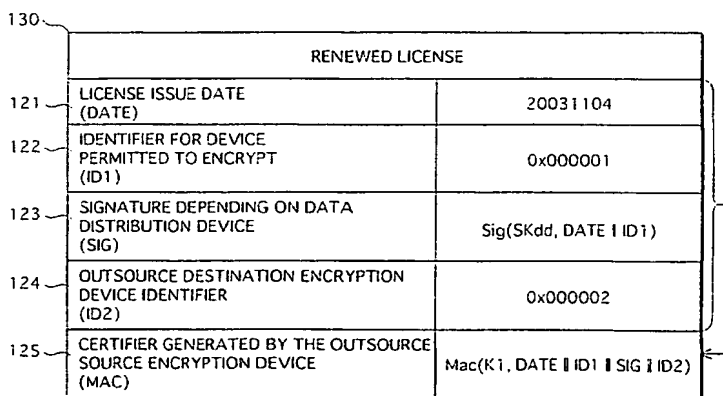 130
RENEWED LICENSE
121
LICENSE ISSUE DATE
(DATE)
20031104
122
IDENTIFIER FOR DEVICE
PERMITTED TO ENCRYPT
(ID1)
0x000001
123
SIGNATURE DEPENDING ON DATA
DISTRIBUTION DEVICE
(SIG)
Sig(SKdd, DATE || ID1)
124
OUTSOURCE DESTINATION ENCRYPTION
DEVICE IDENTIFIER
(ID2)
0x000002
125
CERTIFIER GENERATED BY THE OUTSOURCE
SOURCE ENCRYPTION DEVICE
(MAC)
Mac(K1, DATE || ID1 || SIG || ID2)